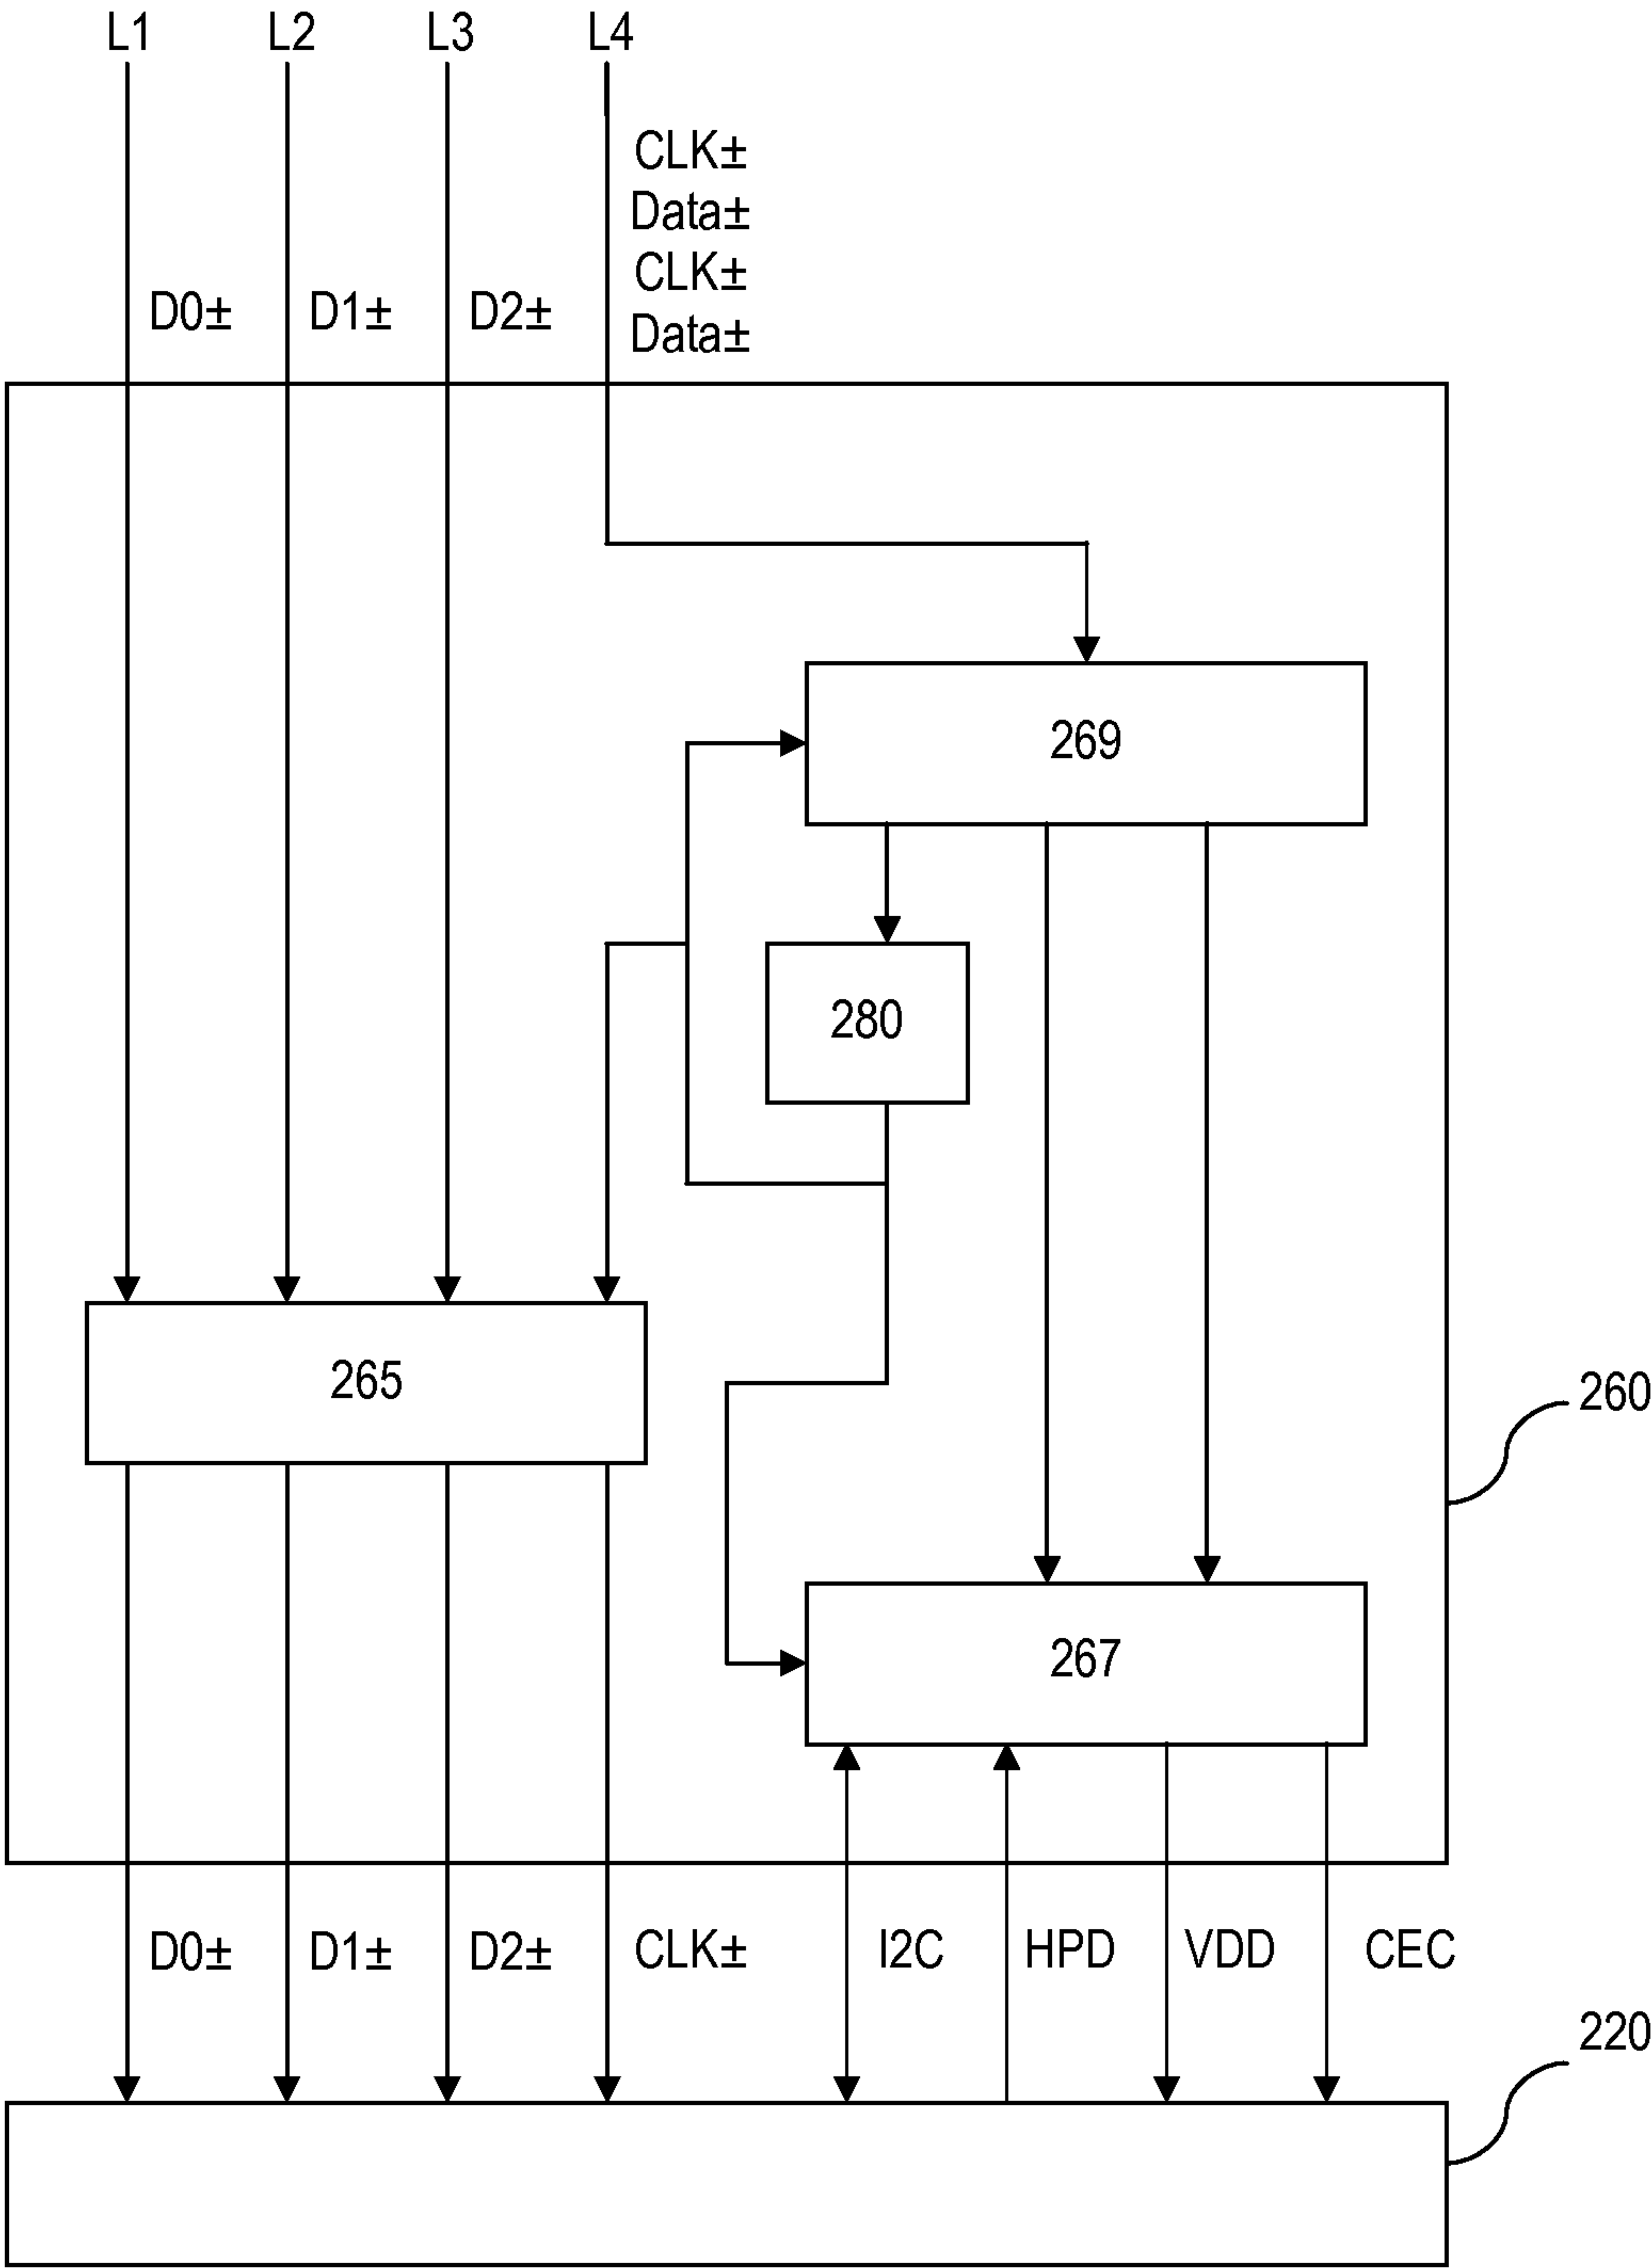 L1 L2 L3 L4
CLK±
Data±
CLK±
D0± D1± D2± Data±
269
280
265
260
267
D0± D1± D2± CLK± I2C HPD VDD CEC
220